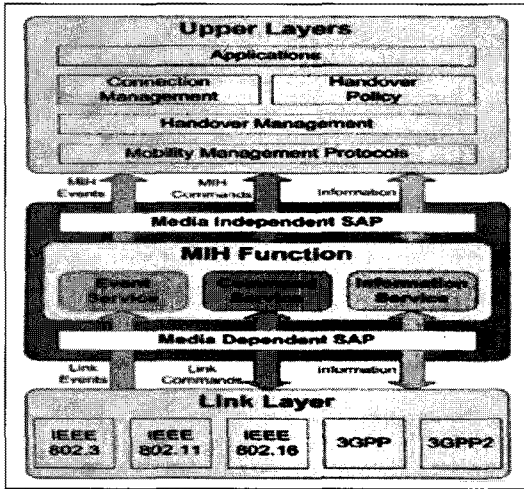 Upper Layers
Applications
Connection Management
Handover Policy
Handover Management
Mobility Management Protocols
MIH Events
MIH Commands
Information
Media Independent SAP
MIH Function
Event Service
Command Service
Information Service
Media Dependent SAP
Link Events
Link Commands
Information
Link Layer
IEEE 802.3
IEEE 802.11
IEEE 802.16
3GPP
3GPP2